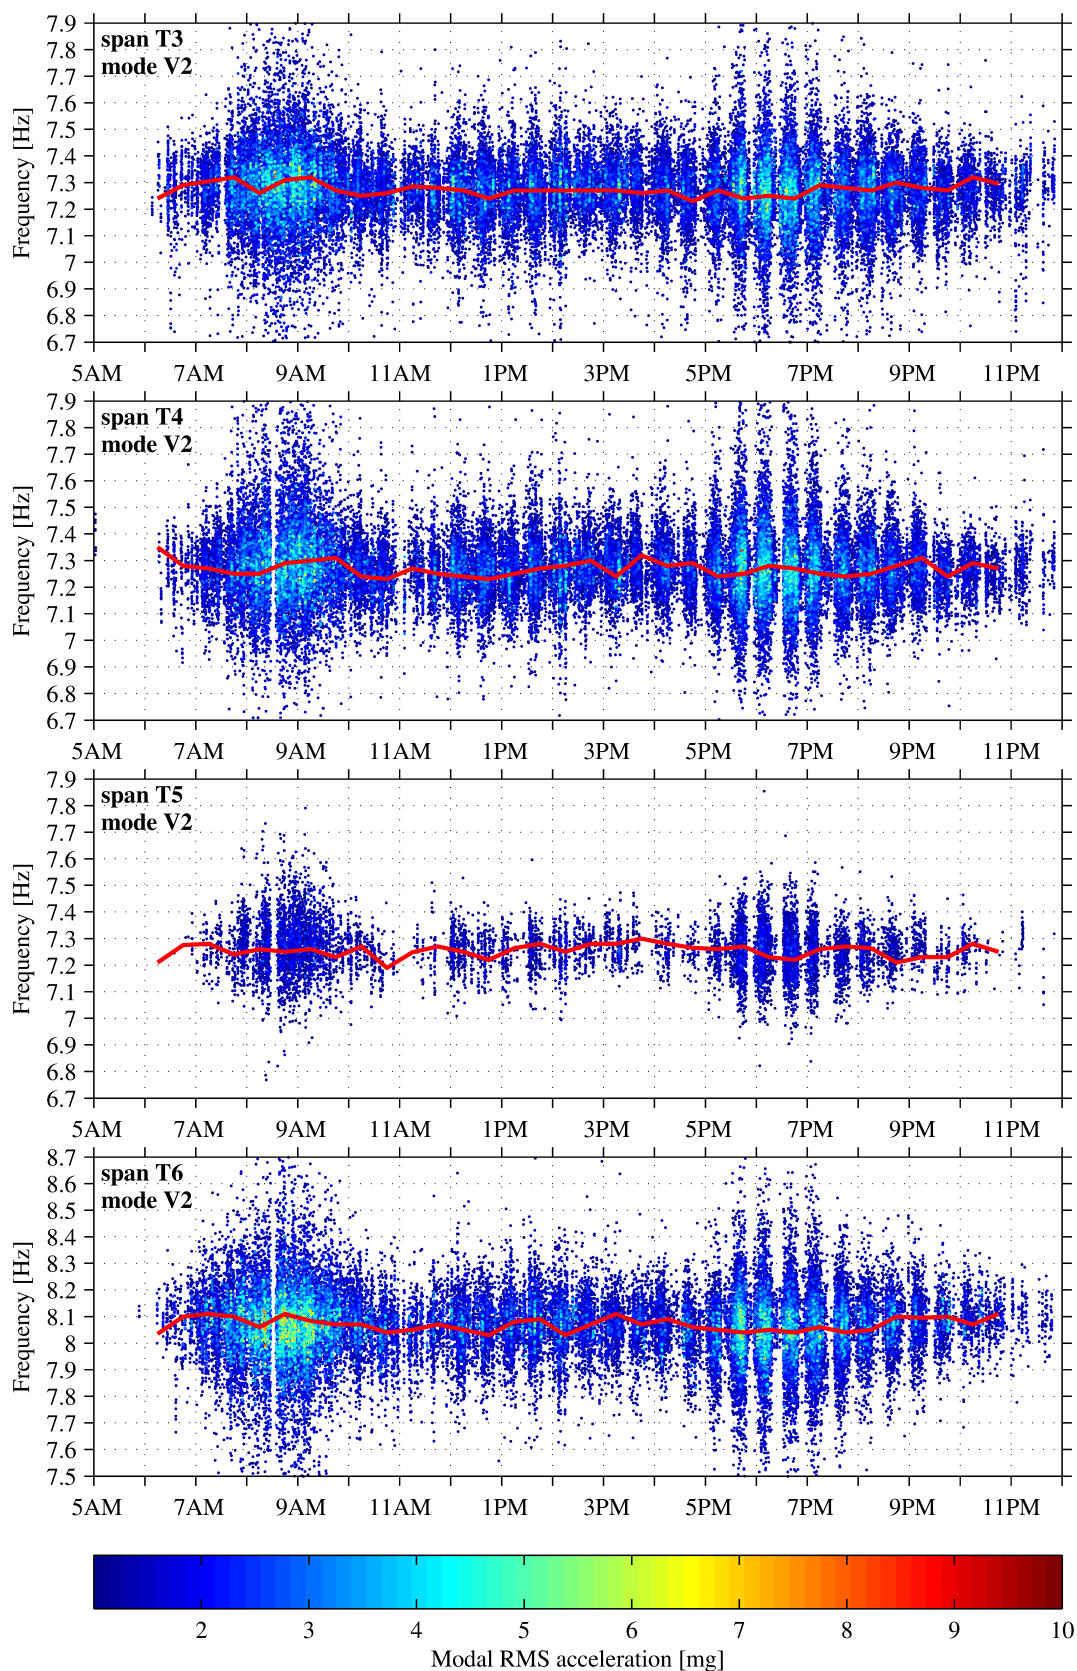 7.9
span T3
7.8
mode V2
7.7
7.6
7.5
7.4
7.3
7.2
7.1
7
6.9
6.8
6.7
Frequency [Hz]
5AM 7AM 9AM 11AM 1PM 3PM 5PM 7PM 9PM 11PM
7.9
span T4
7.8
mode V2
7.7
7.6
7.5
7.4
7.3
7.2
7.1
7
6.9
6.8
6.7
Frequency [Hz]
5AM 7AM 9AM 11AM 1PM 3PM 5PM 7PM 9PM 11PM
7.9
span T5
7.8
mode V2
7.7
7.6
7.5
7.4
7.3
7.2
7.1
7
6.9
6.8
6.7
Frequency [Hz]
5AM 7AM 9AM 11AM 1PM 3PM 5PM 7PM 9PM 11PM
8.7
span T6
8.6
mode V2
8.5
8.4
8.3
8.2
8.1
8
7.9
7.8
7.7
7.6
7.5
Frequency [Hz]
5AM 7AM 9AM 11AM 1PM 3PM 5PM 7PM 9PM 11PM
2 3 4 5 6 7 8 9 10
Modal RMS acceleration [mg]